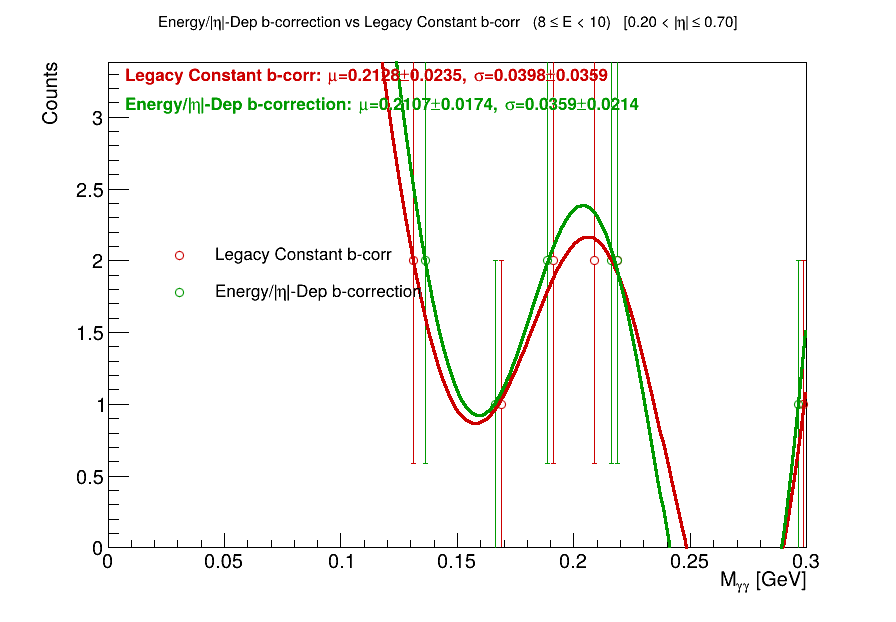 Energy/|η|-Dep b-correction vs Legacy Constant b-corr (8 ≤ E < 10) [0.20 < |η| ≤ 0.70]
Counts
Legacy Constant b-corr: μ=0.2128±0.0235, σ=0.0398±0.0359
Energy/|η|-Dep b-correction: μ=0.2107±0.0174, σ=0.0359±0.0214
3
2.5
2
1.5
1
0.5
0
Legacy Constant b-corr
Energy/|η|-Dep b-correction
0 0.05 0.1 0.15 0.2 0.25 0.3
Mγγ [GeV]